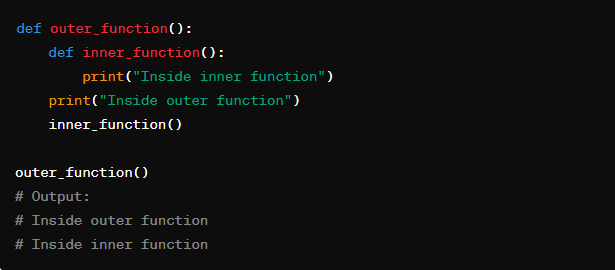 def outer_function():
    def inner_function():
        print("Inside inner function")
    print("Inside outer function")
    inner_function()

outer_function()
# Output:
# Inside outer function
# Inside inner function